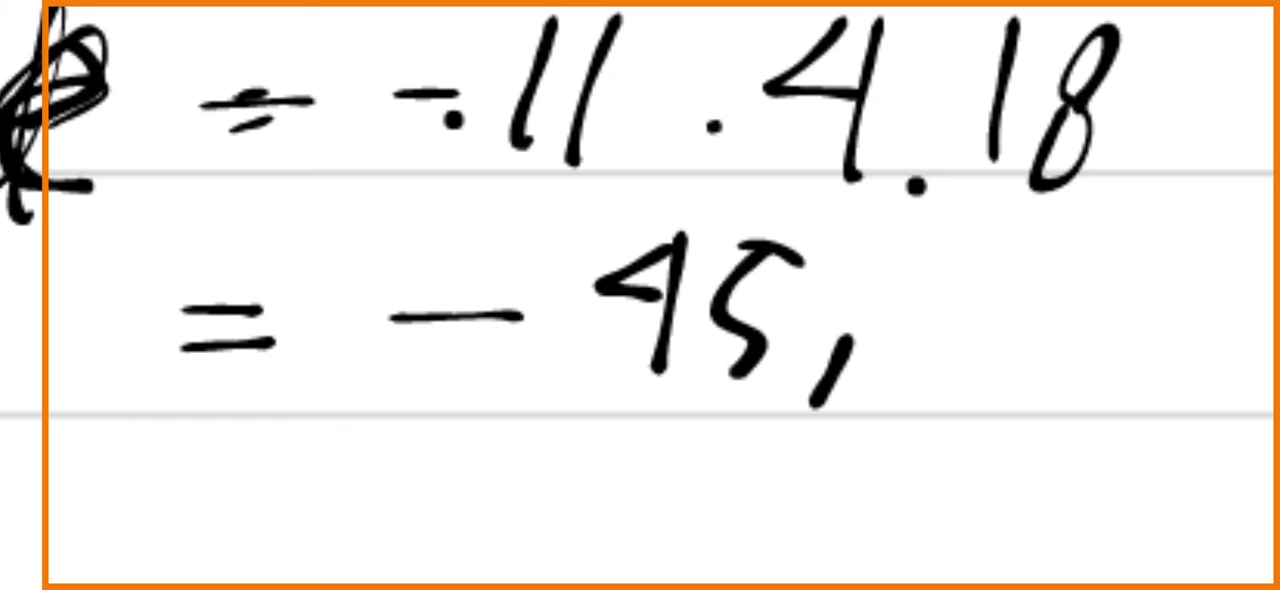 = -.11 . 4.18
= - 45,